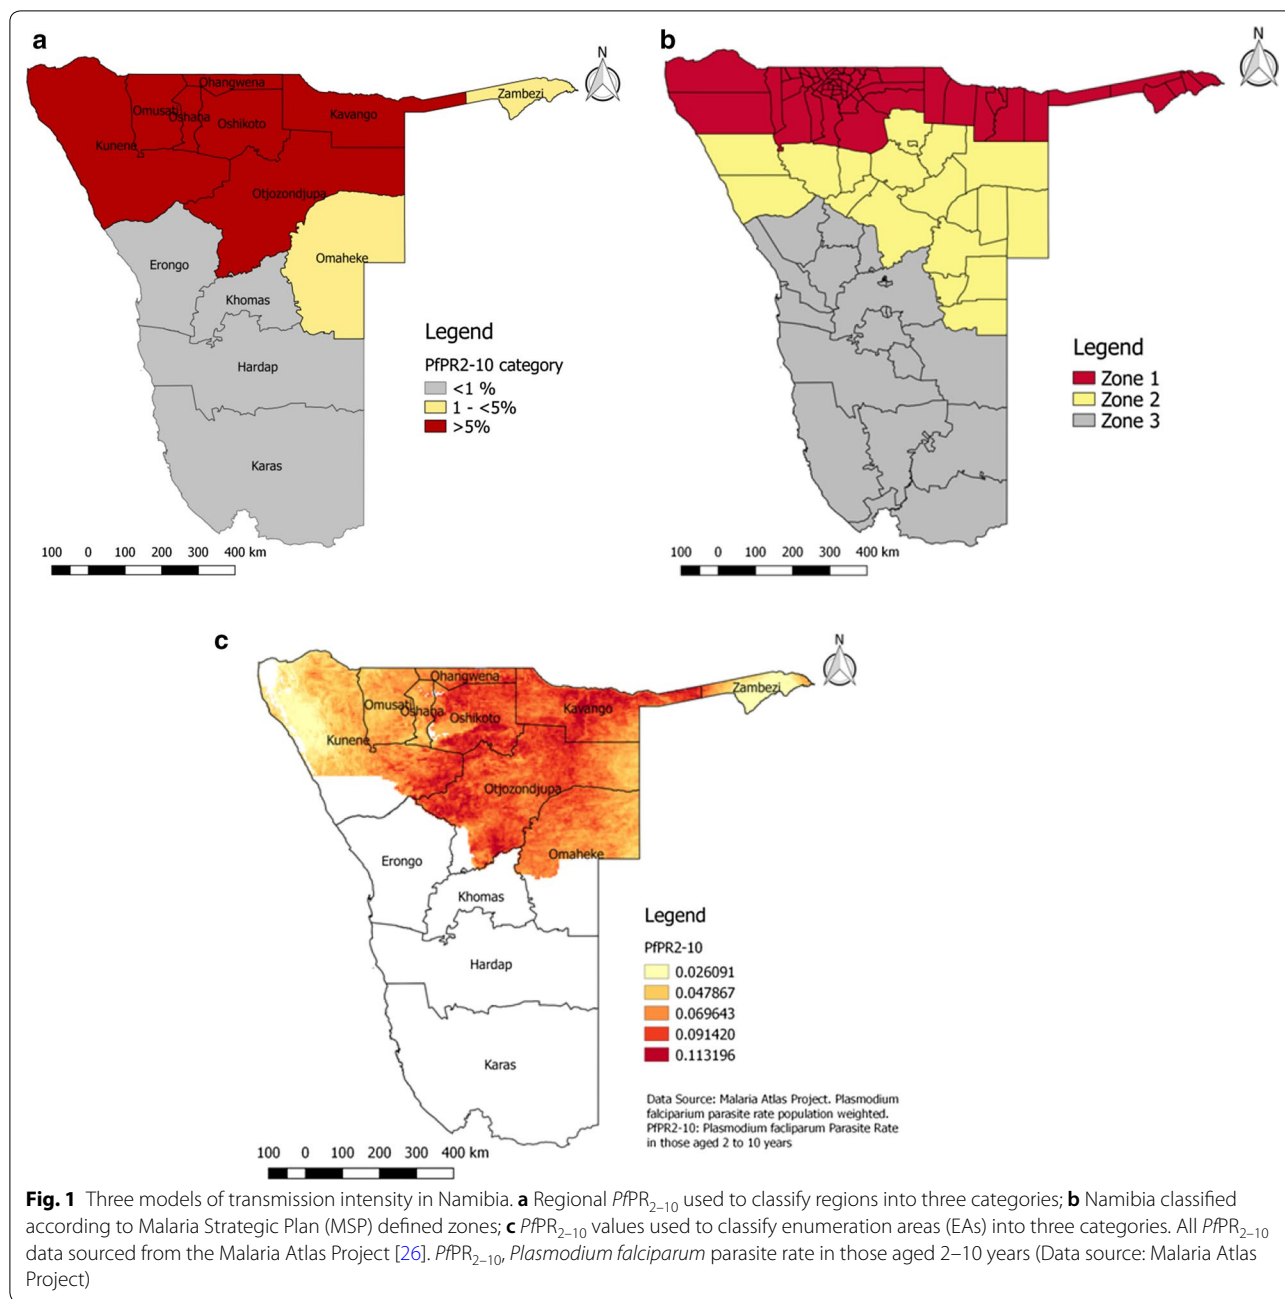 a
N
Ohangwena
Zambezi
Omusati
Oshana
Oshikoto
Kavango
Kunene
Otjozondjupa
Erongo
Omaheke
Khomas
Hardap
Karas
Legend
PfPR2-10 category
<1 %
1 - <5%
>5%
100 0 100 200 300 400 km
b
N
Legend
Zone 1
Zone 2
Zone 3
100 0 100 200 300 400 km
c
N
Ohangwena
Zambezi
Omusati
Oshana
Oshikoto
Kavango
Kunene
Otjozondjupa
Omaheke
Erongo
Khomas
Hardap
Karas
Legend
PfPR2-10
0.026091
0.047867
0.069643
0.091420
0.113196
Data Source: Malaria Atlas Project. Plasmodium
falciparium parasite rate population weighted.
PfPR2-10: Plasmodium facliparum Parasite Rate
in those aged 2 to 10 years
100 0 100 200 300 400 km
Fig. 1 Three models of transmission intensity in Namibia. a Regional PfPR2–10 used to classify regions into three categories; b Namibia classified
according to Malaria Strategic Plan (MSP) defined zones; c PfPR2–10 values used to classify enumeration areas (EAs) into three categories. All PfPR2–10
data sourced from the Malaria Atlas Project [26]. PfPR2–10, Plasmodium falciparum parasite rate in those aged 2–10 years (Data source: Malaria Atlas
Project)